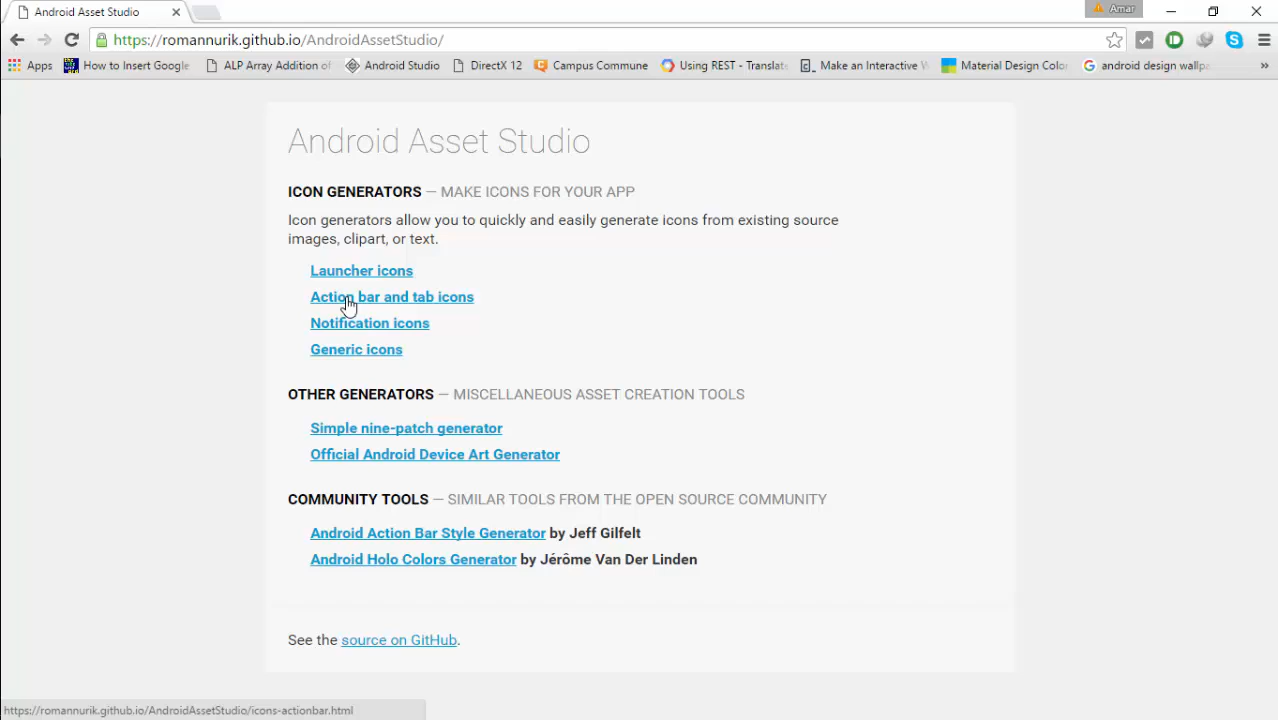 Android Asset Studio
Amar
https://romannurik.github.io/AndroidAssetStudio/
Apps
How to Insert Google
ALP Array Addition of
Android Studio
DirectX 12
Campus Commune
Using REST - Translate
Make an Interactive W
Material Design Color
android design wallpa
»
Android Asset Studio
ICON GENERATORS — MAKE ICONS FOR YOUR APP
Icon generators allow you to quickly and easily generate icons from existing source
images, clipart, or text.
Launcher icons
Action bar and tab icons
Notification icons
Generic icons
OTHER GENERATORS — MISCELLANEOUS ASSET CREATION TOOLS
Simple nine-patch generator
Official Android Device Art Generator
COMMUNITY TOOLS — SIMILAR TOOLS FROM THE OPEN SOURCE COMMUNITY
Android Action Bar Style Generator by Jeff Gilfelt
Android Holo Colors Generator by Jérôme Van Der Linden
See the source on GitHub.
https://romannurik.github.io/AndroidAssetStudio/icons-actionbar.html